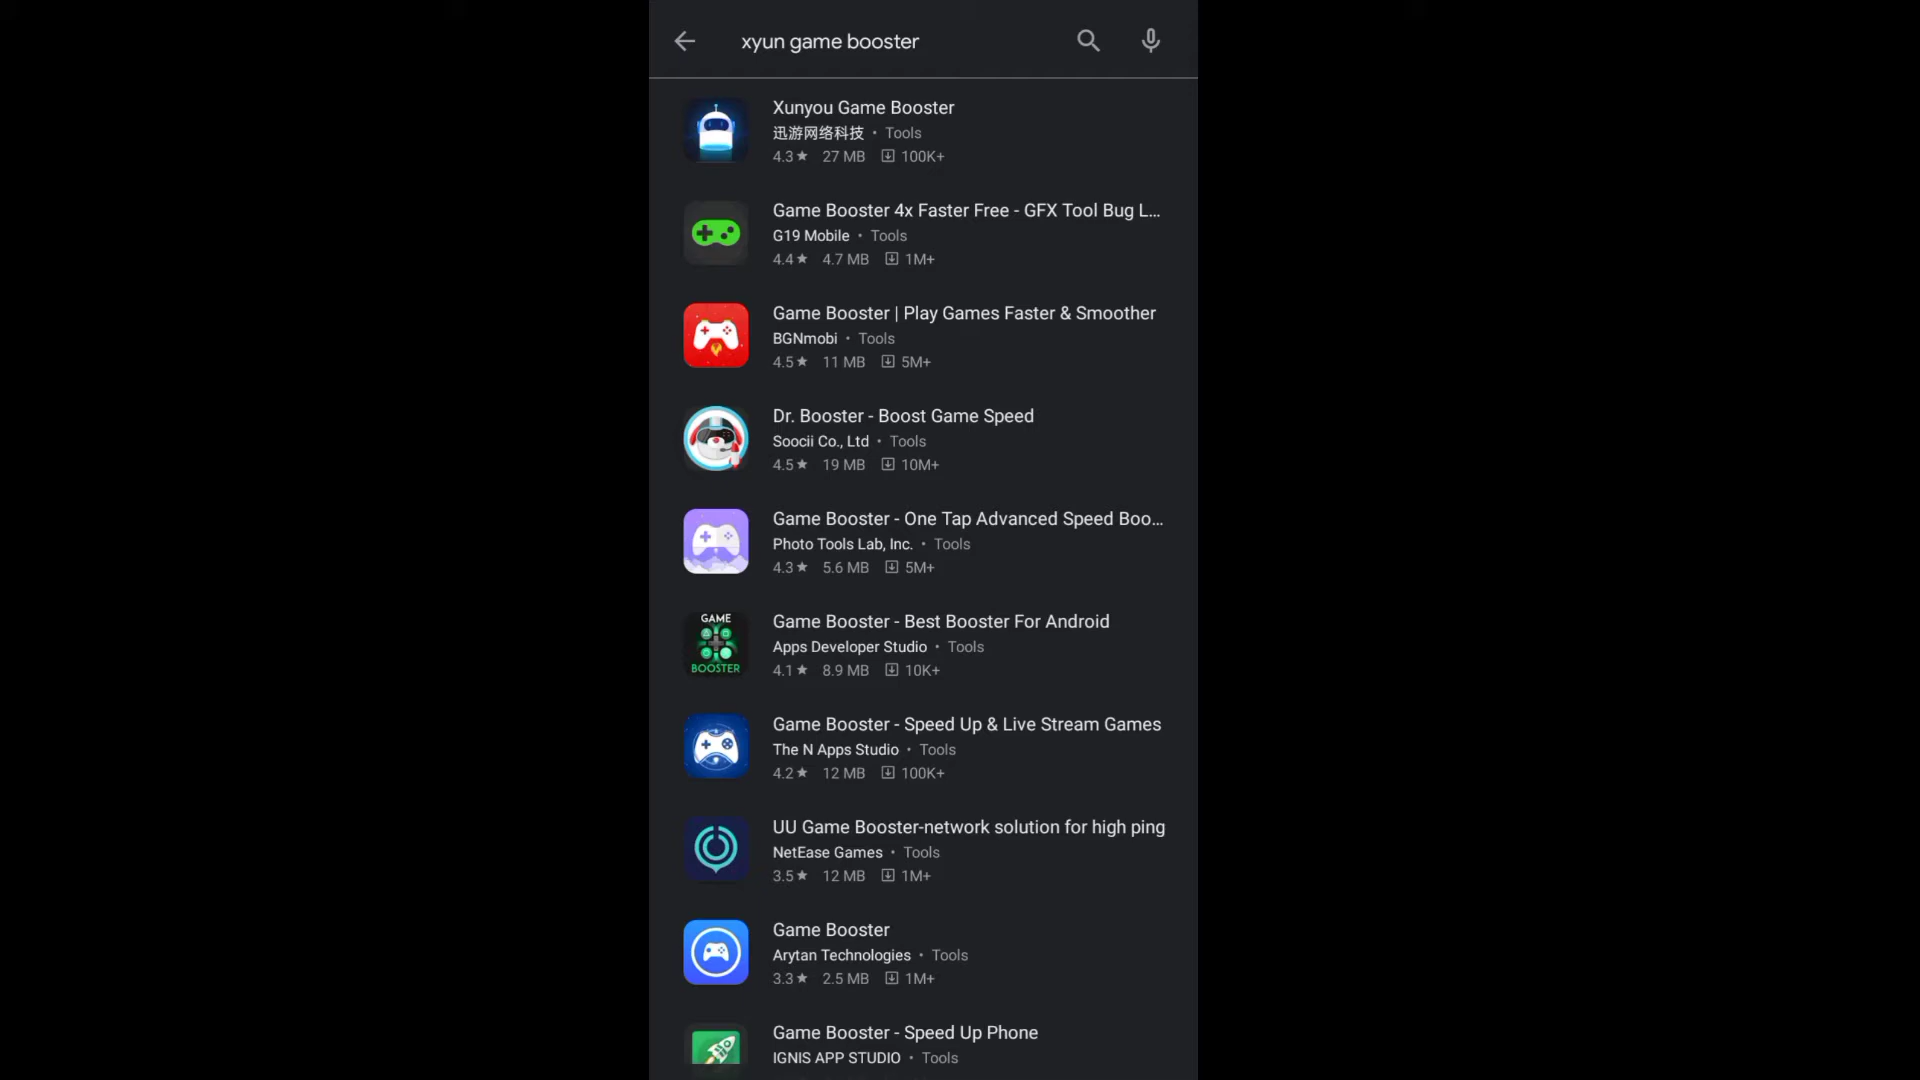 xyun game booster
Xunyou Game Booster
迅游网络科技 • Tools
4.3★ 27 MB 100K+
Game Booster 4x Faster Free - GFX Tool Bug L...
G19 Mobile • Tools
4.4★ 4.7 MB 1M+
Game Booster | Play Games Faster & Smoother
BGNmobi • Tools
4.5★ 11 MB 5M+
Dr. Booster - Boost Game Speed
Soocii Co., Ltd • Tools
4.5★ 19 MB 10M+
Game Booster - One Tap Advanced Speed Boo...
Photo Tools Lab, Inc. • Tools
4.3★ 5.6 MB 5M+
GAME
BOOSTER
Game Booster - Best Booster For Android
Apps Developer Studio • Tools
4.1★ 8.9 MB 10K+
Game Booster - Speed Up & Live Stream Games
The N Apps Studio • Tools
4.2★ 12 MB 100K+
UU Game Booster-network solution for high ping
NetEase Games • Tools
3.5★ 12 MB 1M+
Game Booster
Arytan Technologies • Tools
3.3★ 2.5 MB 1M+
Game Booster - Speed Up Phone
IGNIS APP STUDIO • Tools